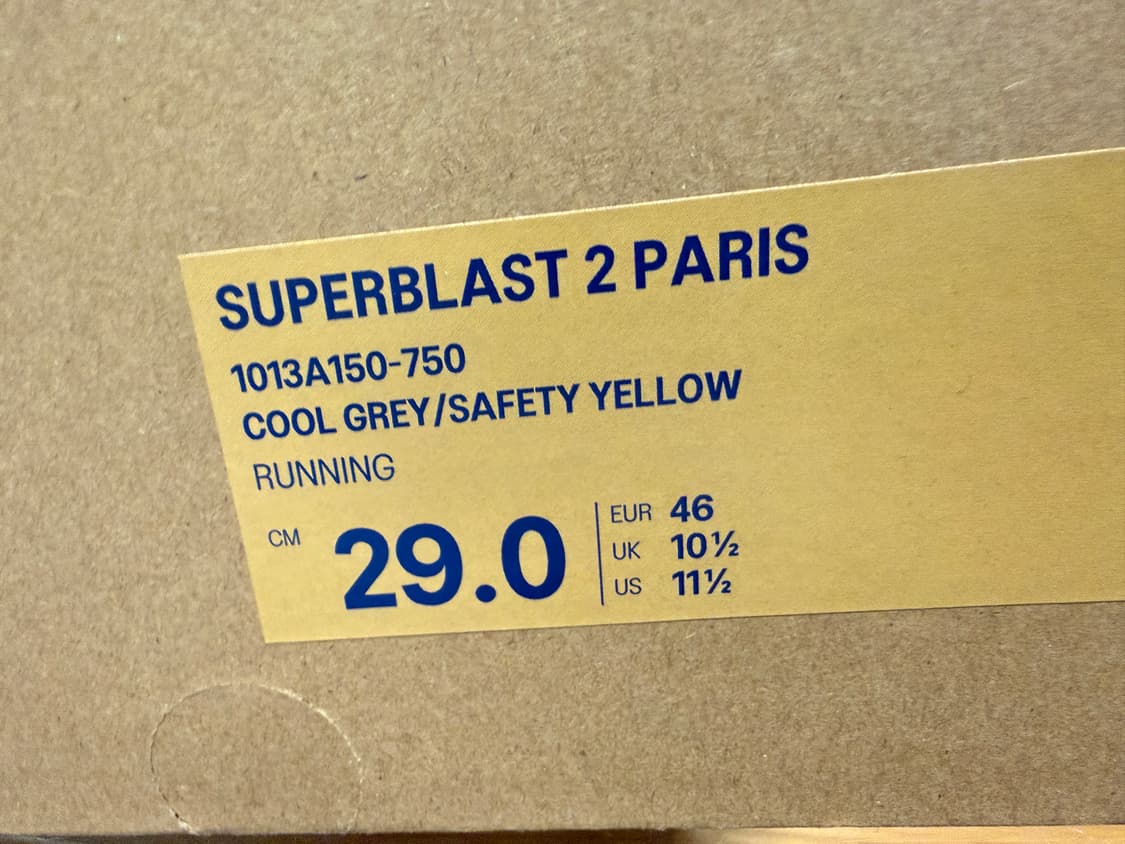 SUPERBLAST 2 PARIS
1013A150-750
COOL GREY/SAFETY YELLOW
RUNNING
CM 29.0
EUR 46
UK 10½
US 11½